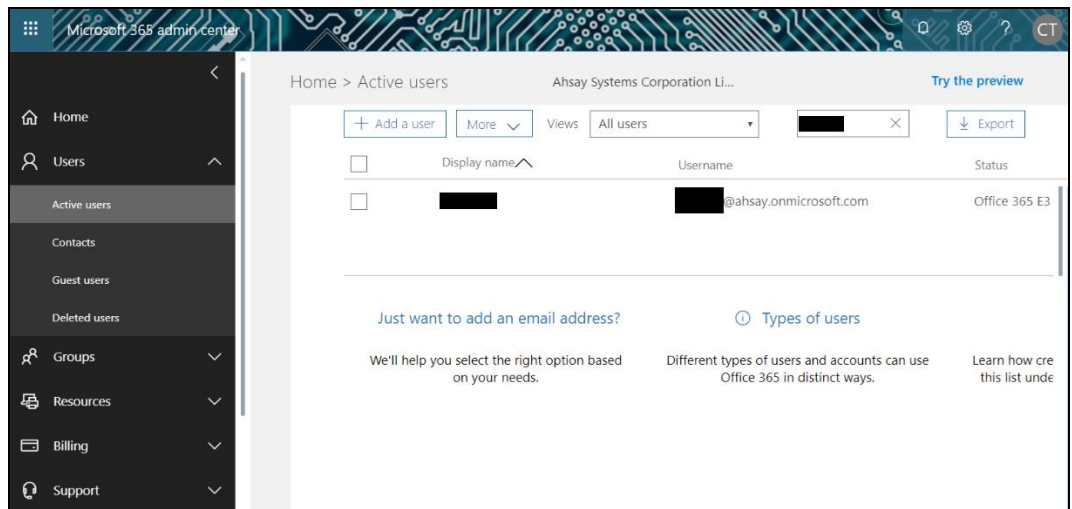 Microsoft 365 admin center
? CT
Home > Active users Ahsay Systems Corporation Li... Try the preview
Home
+ Add a user More Views All users Export
Users
Display name Username Status
Active users
@ahsay.onmicrosoft.com Office 365 E3
Contacts
Guest users
Deleted users
Groups
Resources
Billing
Support
Just want to add an email address?
We'll help you select the right option based
on your needs.
Types of users
Different types of users and accounts can use
Office 365 in distinct ways.
Learn how cre
this list unde